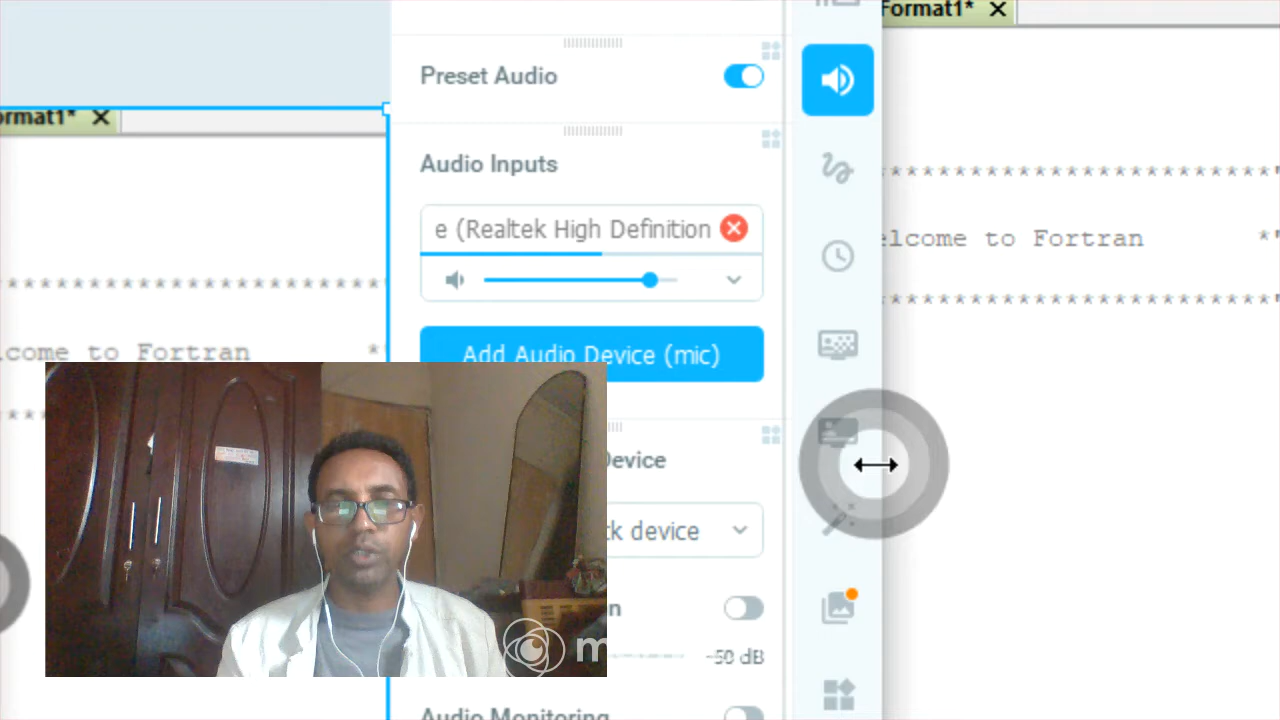 Format1*
Preset Audio
ormat1*
Audio Inputs
e (Realtek High Definition
elcome to Fortran *"
Add Audio Device (mic)
lcome to Fortran *
Device
ck device
n
m
-50 dB
Audio Monitoring